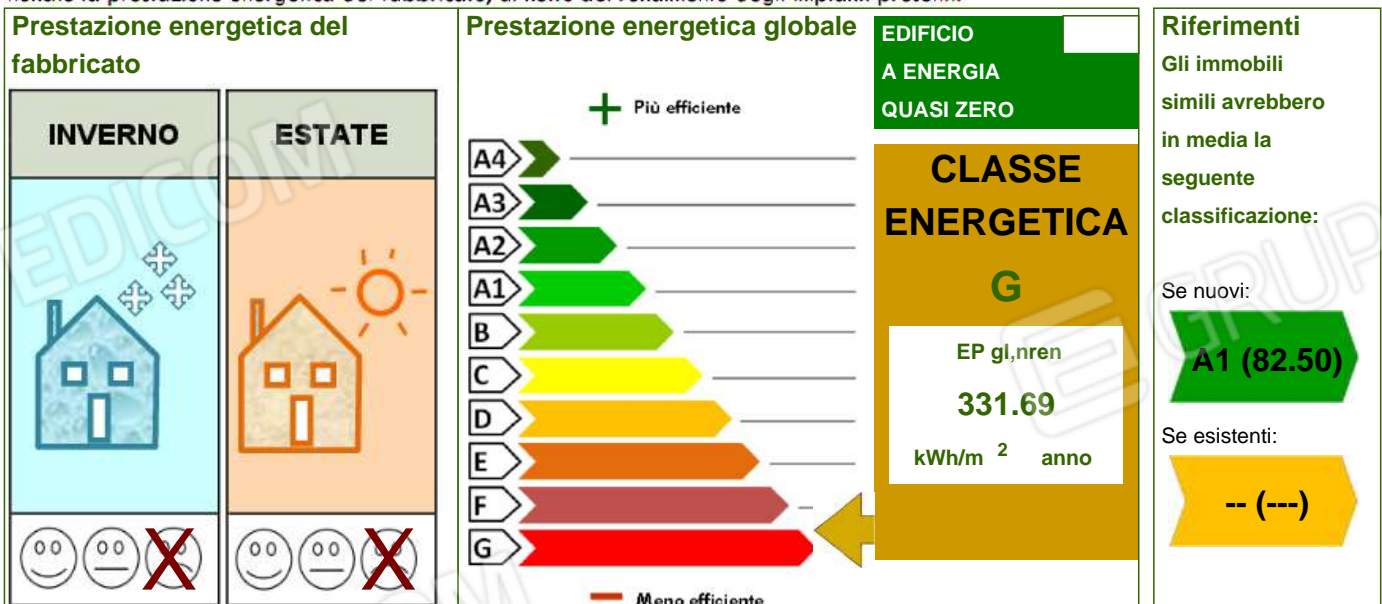 Prestazione energetica del
fabbricato
INVERNO
ESTATE
Prestazione energetica globale
Più efficiente
A4
A3
A2
A1
B
C
D
E
F
G
Meno efficiente
EDIFICIO
A ENERGIA
QUASI ZERO
CLASSE
ENERGETICA
G
EP gl,nren
331.69
kWh/m 2 anno
Riferimenti
Gli immobili
simili avrebbero
in media la
seguente
classificazione:
Se nuovi:
A1 (82.50)
Se esistenti:
-- (---)
EDICOM
GRUP